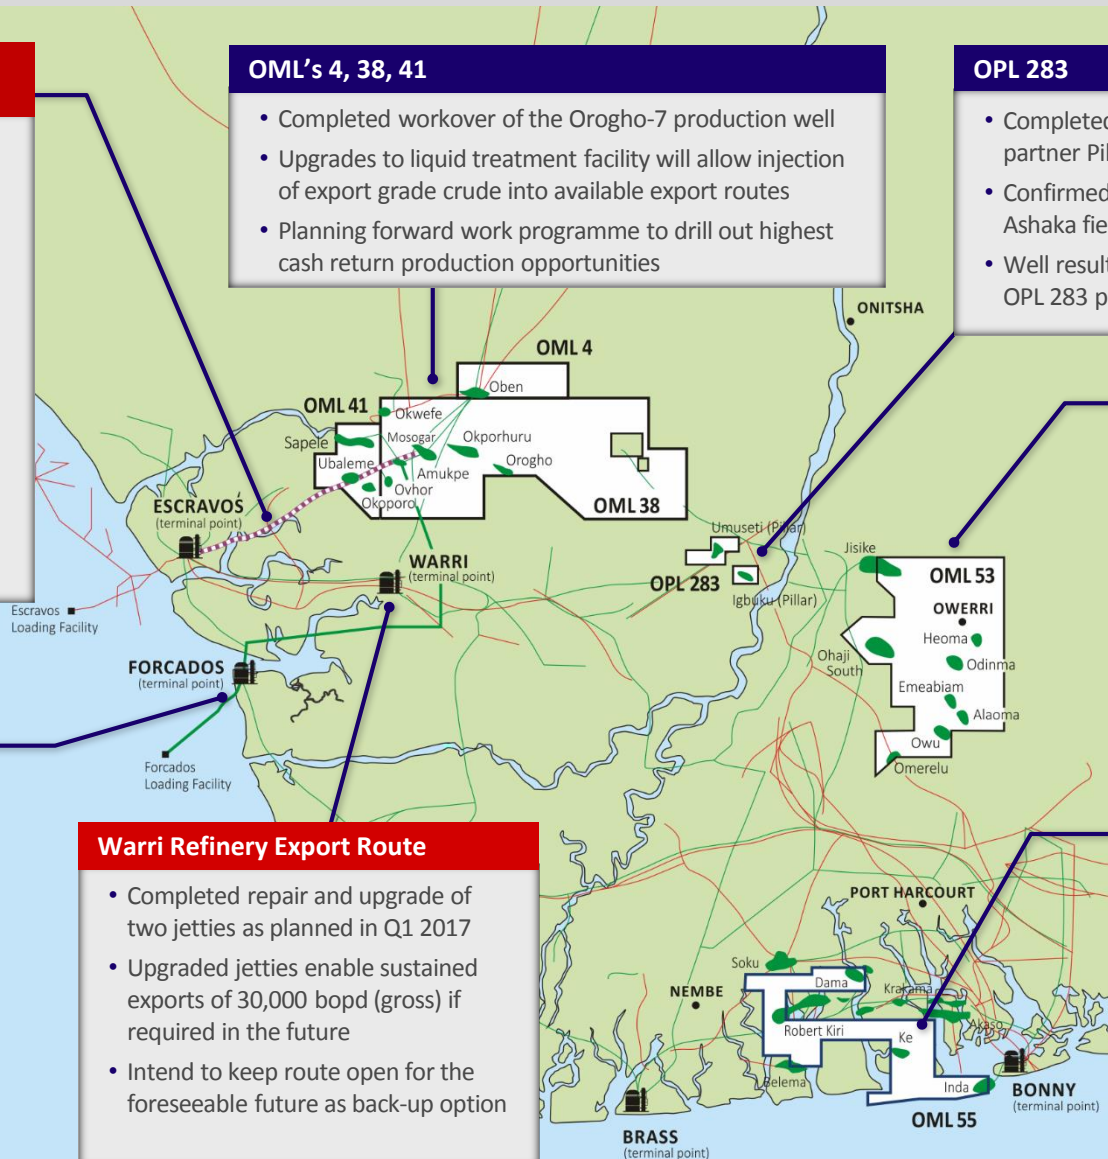 OML's 4, 38, 41
• Completed workover of the Orogho-7 production well
• Upgrades to liquid treatment facility will allow injection
of export grade crude into available export routes
• Planning forward work programme to drill out highest
cash return production opportunities
OPL 283
• Completed
partner Pil
• Confirmed
Ashaka fie
• Well result
OPL 283 p
ONITSHA
OML 4
Oben
OML 41
Okwefe
Sapele
Mosogar
Okporhuru
Ubaleme
Amukpe
Orogho
Ovhor
Okoporo
OML 38
ESCRAVOS
(terminal point)
WARRI
(terminal point)
Umuseti (Pillar)
OPL 283
Igbuku (Pillar)
Jisike
OML 53
OWERRI
Heoma
Odinma
Ohaji
South
Emeabiam
Alaoma
Owu
Omerelu
Escravos
Loading Facility
FORCADOS
(terminal point)
Forcados
Loading Facility
Warri Refinery Export Route
• Completed repair and upgrade of
two jetties as planned in Q1 2017
• Upgraded jetties enable sustained
exports of 30,000 bopd (gross) if
required in the future
• Intend to keep route open for the
foreseeable future as back-up option
PORT HARCOURT
Soku
NEMBE
Dama
Krakama
Robert Kiri
Akaso
Ke
Belema
Inda
BONNY
(terminal point)
OML 55
BRASS
(terminal point)